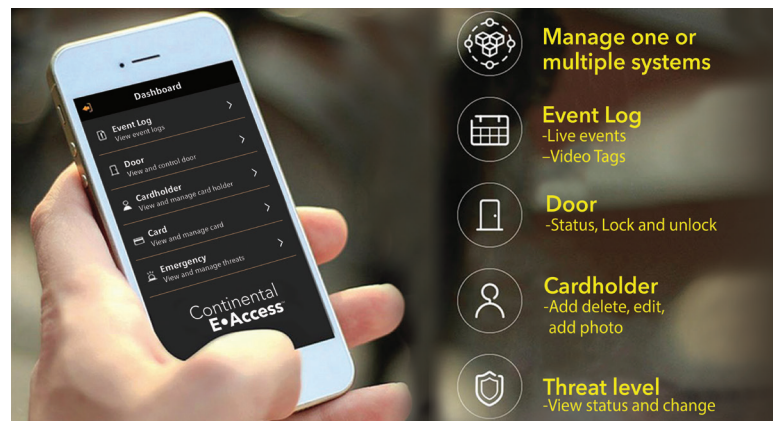 Dashboard
Event Log
View event logs
Door
View and control door
Cardholder
View and manage card holder
Card
View and manage card
Emergency
View and manage threats
Continental
E•Access™
Manage one or
multiple systems
Event Log
-Live events
–Video Tags
Door
-Status, Lock and unlock
Cardholder
-Add delete, edit,
add photo
Threat level
-View status and change